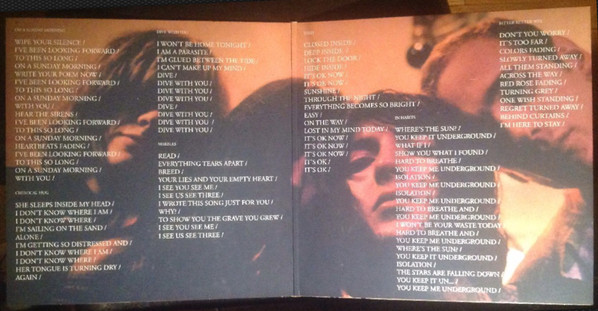 WIPE YOUR SILENCE /
I'VE BEEN LOOKING FORWARD /
TO THIS SO LONG /
ON A SUNDAY MORNING /
WRITE YOUR POEM NOW /
I'VE BEEN LOOKING FORWARD /
TO THIS SO LONG /
ON A SUNDAY MORNING /
WITH YOU /
HEAR THE SIRENS /
I'VE BEEN LOOKING FORWARD /
TO THIS SO LONG /
ON A SUNDAY MORNING /
HEARTBEATS FADING /
I'VE BEEN LOOKING FORWARD /
TO THIS SO LONG /
ON A SUNDAY MORNING /
WITH YOU /
CHEMICAL HUG
SHE SLEEPS INSIDE MY HEAD /
I DON'T KNOW WHERE I AM /
I DON'T KNOW WHERE /
I'M SAILING ON THE SAND /
ALONE /
I'M GETTING SO DISTRESSED AND /
I DON'T KNOW WHERE I AM /
I DON'T KNOW WHERE /
HER TONGUE IS TURNING DRY /
AGAIN /
I WON'T BE HOME TONIGHT /
I AM A PARASITE /
I'M GLUED BETWEEN THE SIDE /
I CAN'T MAKE UP MY MIND /
DIVE /
DIVE WITH YOU /
DIVE WITH YOU /
DIVE WITH YOU /
DIVE /
DIVE WITH YOU /
DIVE WITH YOU /
DIVE WITH YOU /
READ /
EVERYTHING TEARS APART /
BREED /
YOUR LIES AND YOUR EMPTY HEART /
I SEE YOU SEE ME /
I SEE US SEE THREE /
I WROTE THIS SONG JUST FOR YOU /
WHY? /
TO SHOW YOU THE GRAVE YOU GREW /
I SEE YOU SEE ME /
I SEE US SEE THREE /
CLOSED INSIDE /
DEEP INSIDE /
LOCK THE DOOR /
HIDE INSIDE /
IT'S OK NOW /
IT'S OK NOW /
SUNSHINE /
THROUGH THE NIGHT /
EVERYTHING BECOMES SO BRIGHT /
EASY /
ON THE WAY /
LOST IN MY MIND TODAY /
IT'S OK NOW /
IT'S OK NOW /
IT'S OK NOW /
IT'S OK /
IT'S OK /
WHERE'S THE SUN? /
YOU KEEP IT UNDERGROUND /
WHAT IF I /
SHOW YOU WHAT I FOUND /
HARD TO BREATHE /
YOU KEEP ME UNDERGROUND /
ISOLATION /
YOU KEEP ME UNDERGROUND /
ISOLATION /
YOU KEEP ME UNDERGROUND /
HARD TO BREATHE AND /
YOU KEEP ME UNDERGROUND /
I WON'T BE YOUR WASTE TODAY
HARD TO BREATHE AND /
YOU KEEP ME UNDERGROUND /
WHERE'S THE SUN? /
YOU KEEP IT UNDERGROUND /
ISOLATION /
THE STARS ARE FALLING DOWN /
YOU KEEP IT UN... /
YOU KEEP ME UNDERGROUND /
DON'T YOU WORRY /
IT'S TOO FAR /
COLORS FADING /
SLOWLY TURNED AWAY /
ALL THEM STANDING /
ACROSS THE WAY /
RED ROSE FADING /
TURNING GREY /
ONE WISH STANDING /
REGRET TURNED AWAY /
BEHIND CURTAINS /
I'M HERE TO STAY /